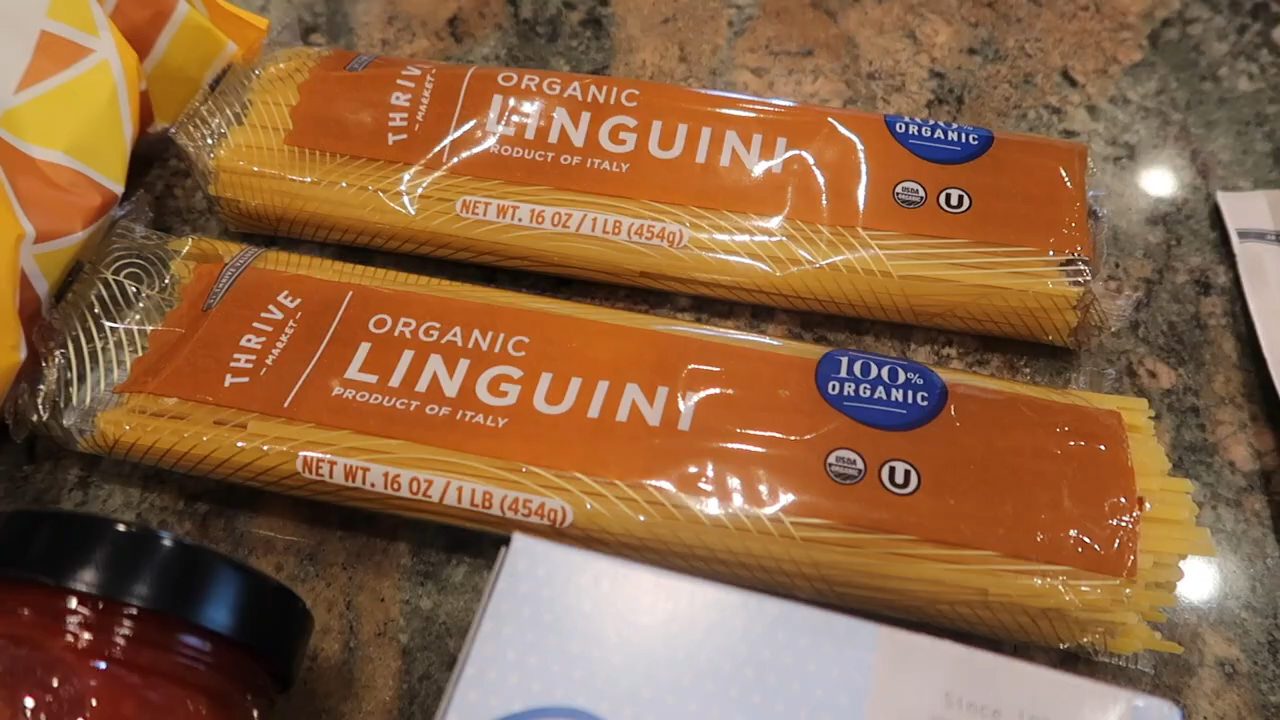 THRIVE
– MARKET –
ORGANIC
LINGUINI
PRODUCT OF ITALY
NET WT. 16 OZ / 1 LB (454g)
100%
ORGANIC
USDA
ORGANIC
U
THRIVE
– MARKET –
ORGANIC
LINGUINI
PRODUCT OF ITALY
NET WT. 16 OZ / 1 LB (454g)
100%
ORGANIC
USDA
ORGANIC
U
Since